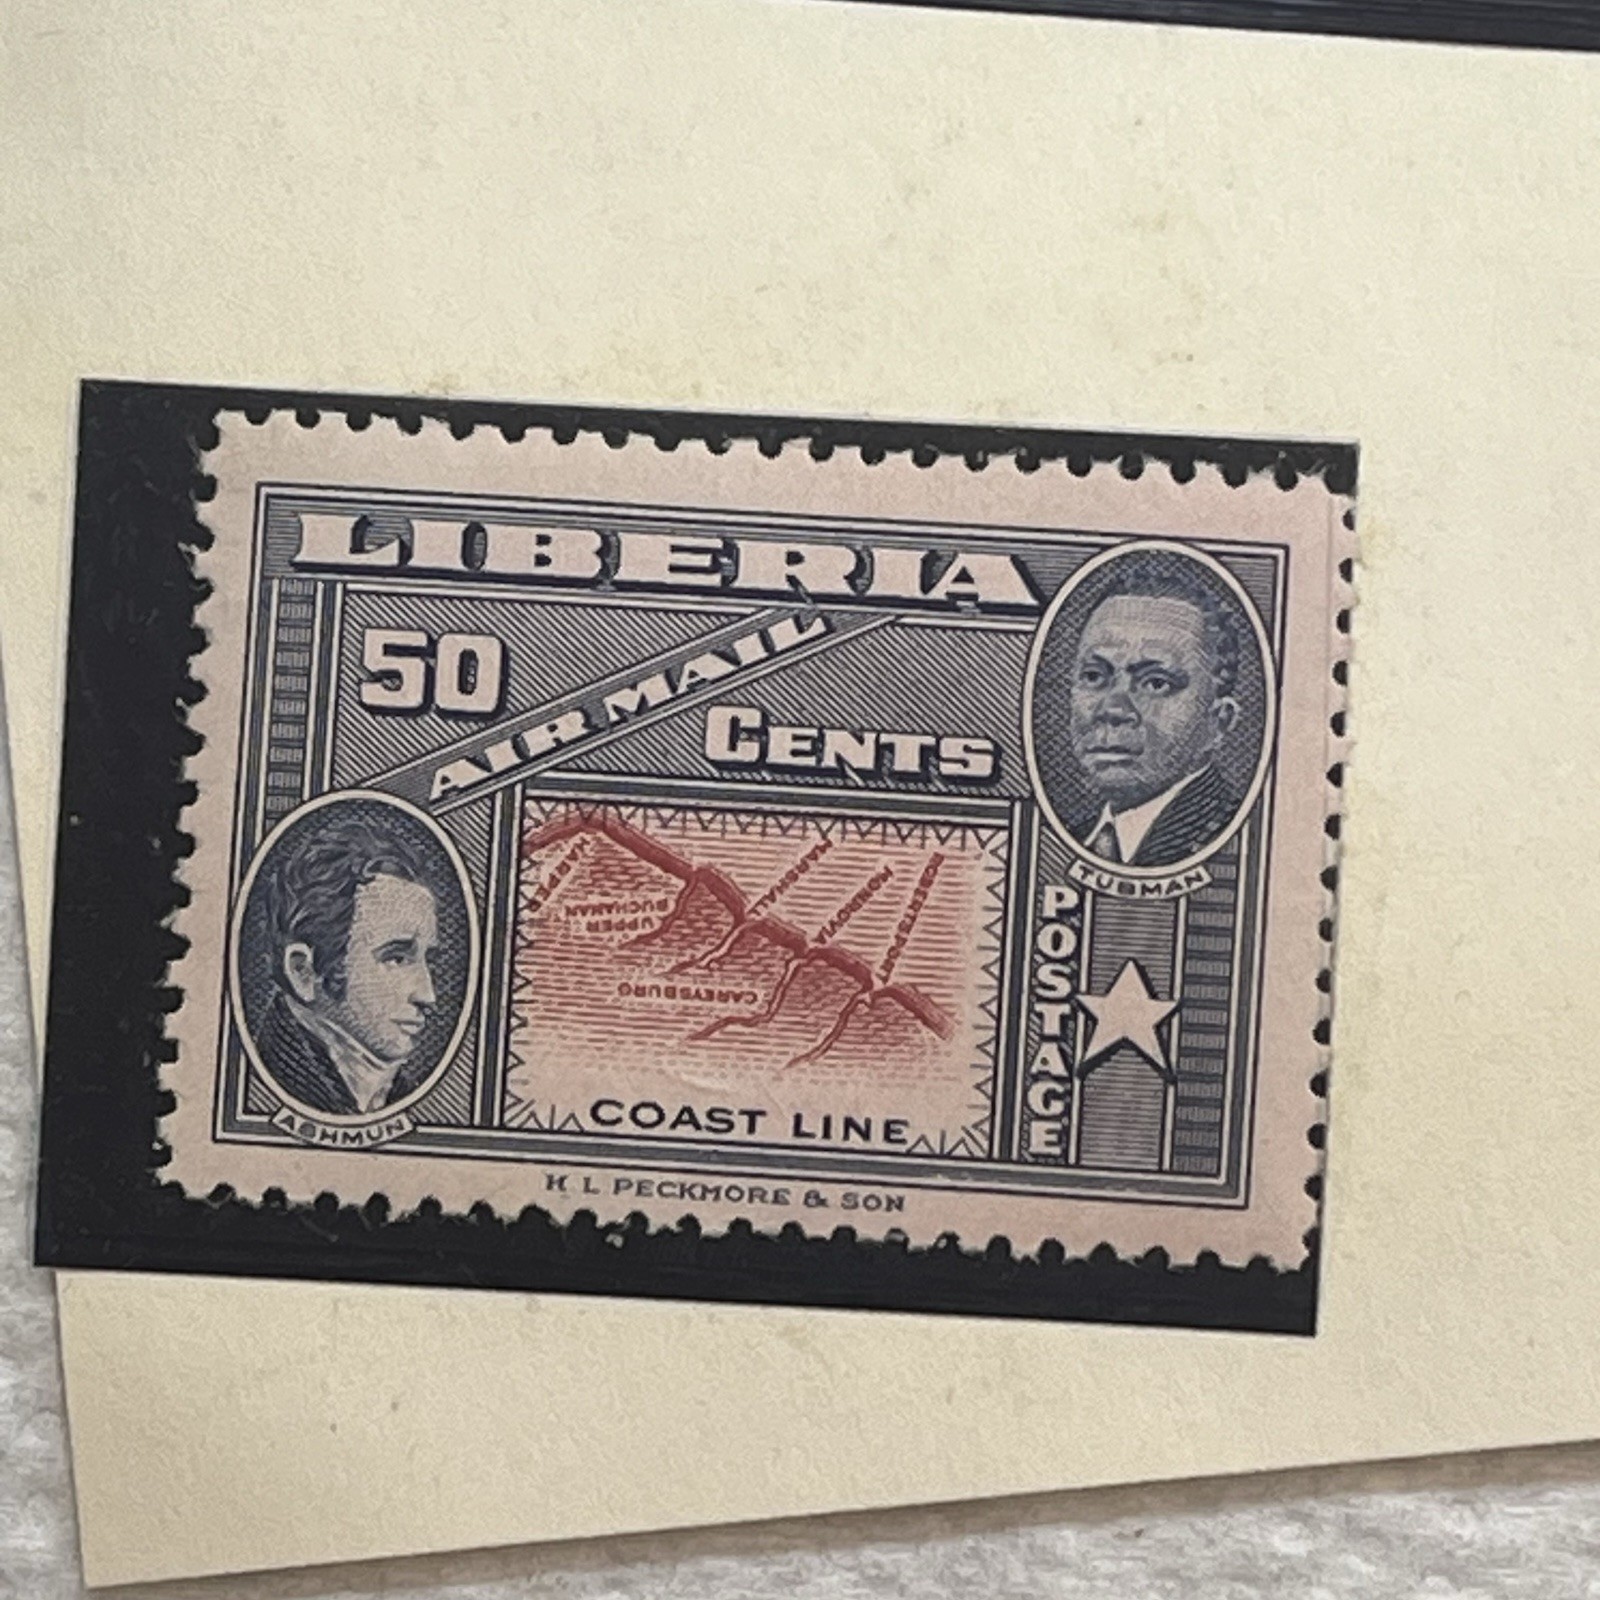 LIBERIA
50
AIR MAIL
CENTS
TUBMAN
HARPER
UPPER
BUCHANAN
MARSHALL
MONROVIA
ROBERTSPORT
CAREYSBURG
POSTAGE
COAST LINE
ASHMUN
H L PECKMORE & SON